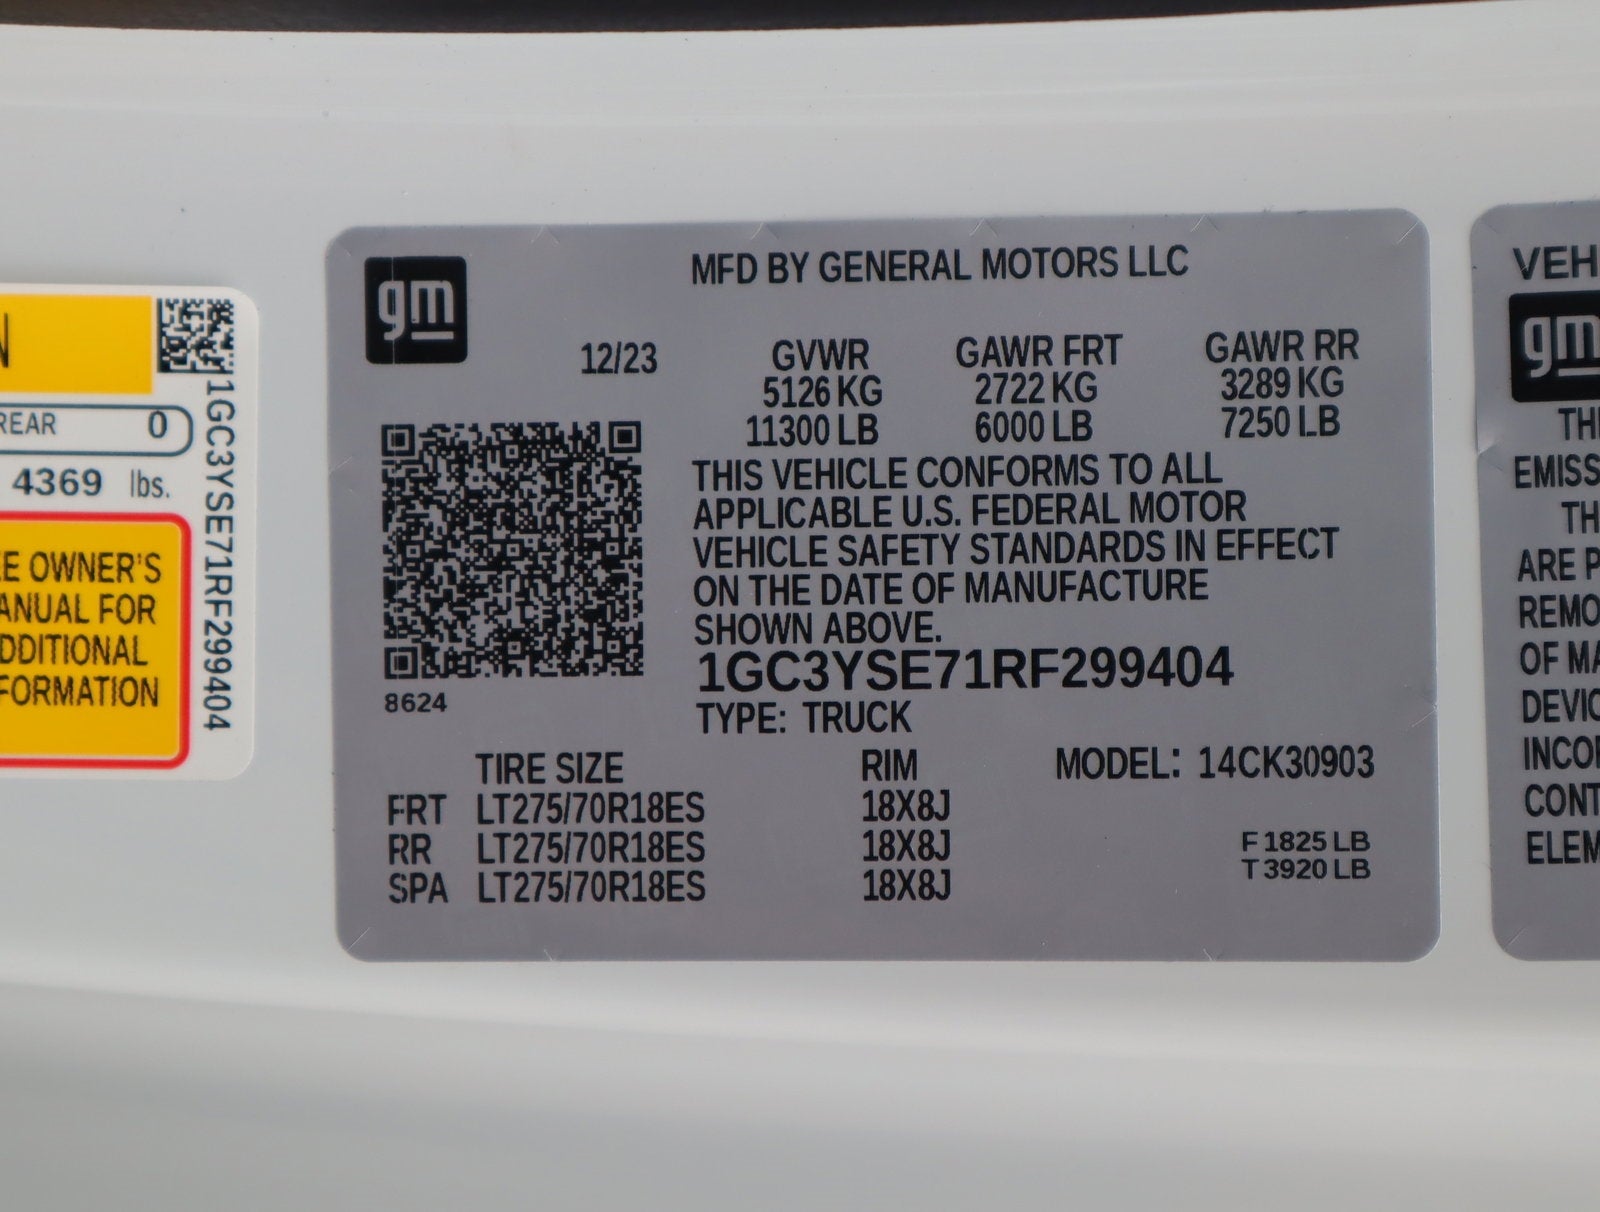 N
REAR 0
4369 lbs.
EE OWNER'S
ANUAL FOR
DDITIONAL
FORMATION
1GC3YSE71RF299404
gm
MFD BY GENERAL MOTORS LLC
12/23 GVWR GAWR FRT GAWR RR
5126 KG 2722 KG 3289 KG
11300 LB 6000 LB 7250 LB
THIS VEHICLE CONFORMS TO ALL
APPLICABLE U.S. FEDERAL MOTOR
VEHICLE SAFETY STANDARDS IN EFFECT
ON THE DATE OF MANUFACTURE
SHOWN ABOVE.
1GC3YSE71RF299404
8624
TYPE: TRUCK
TIRE SIZE RIM MODEL: 14CK30903
FRT LT275/70R18ES 18X8J
RR LT275/70R18ES 18X8J
SPA LT275/70R18ES 18X8J
F 1825 LB
T 3920 LB
VEH
gm
TH
EMISS
TH
ARE P
REMO
OF MA
DEVIC
INCO
CONT
ELEM